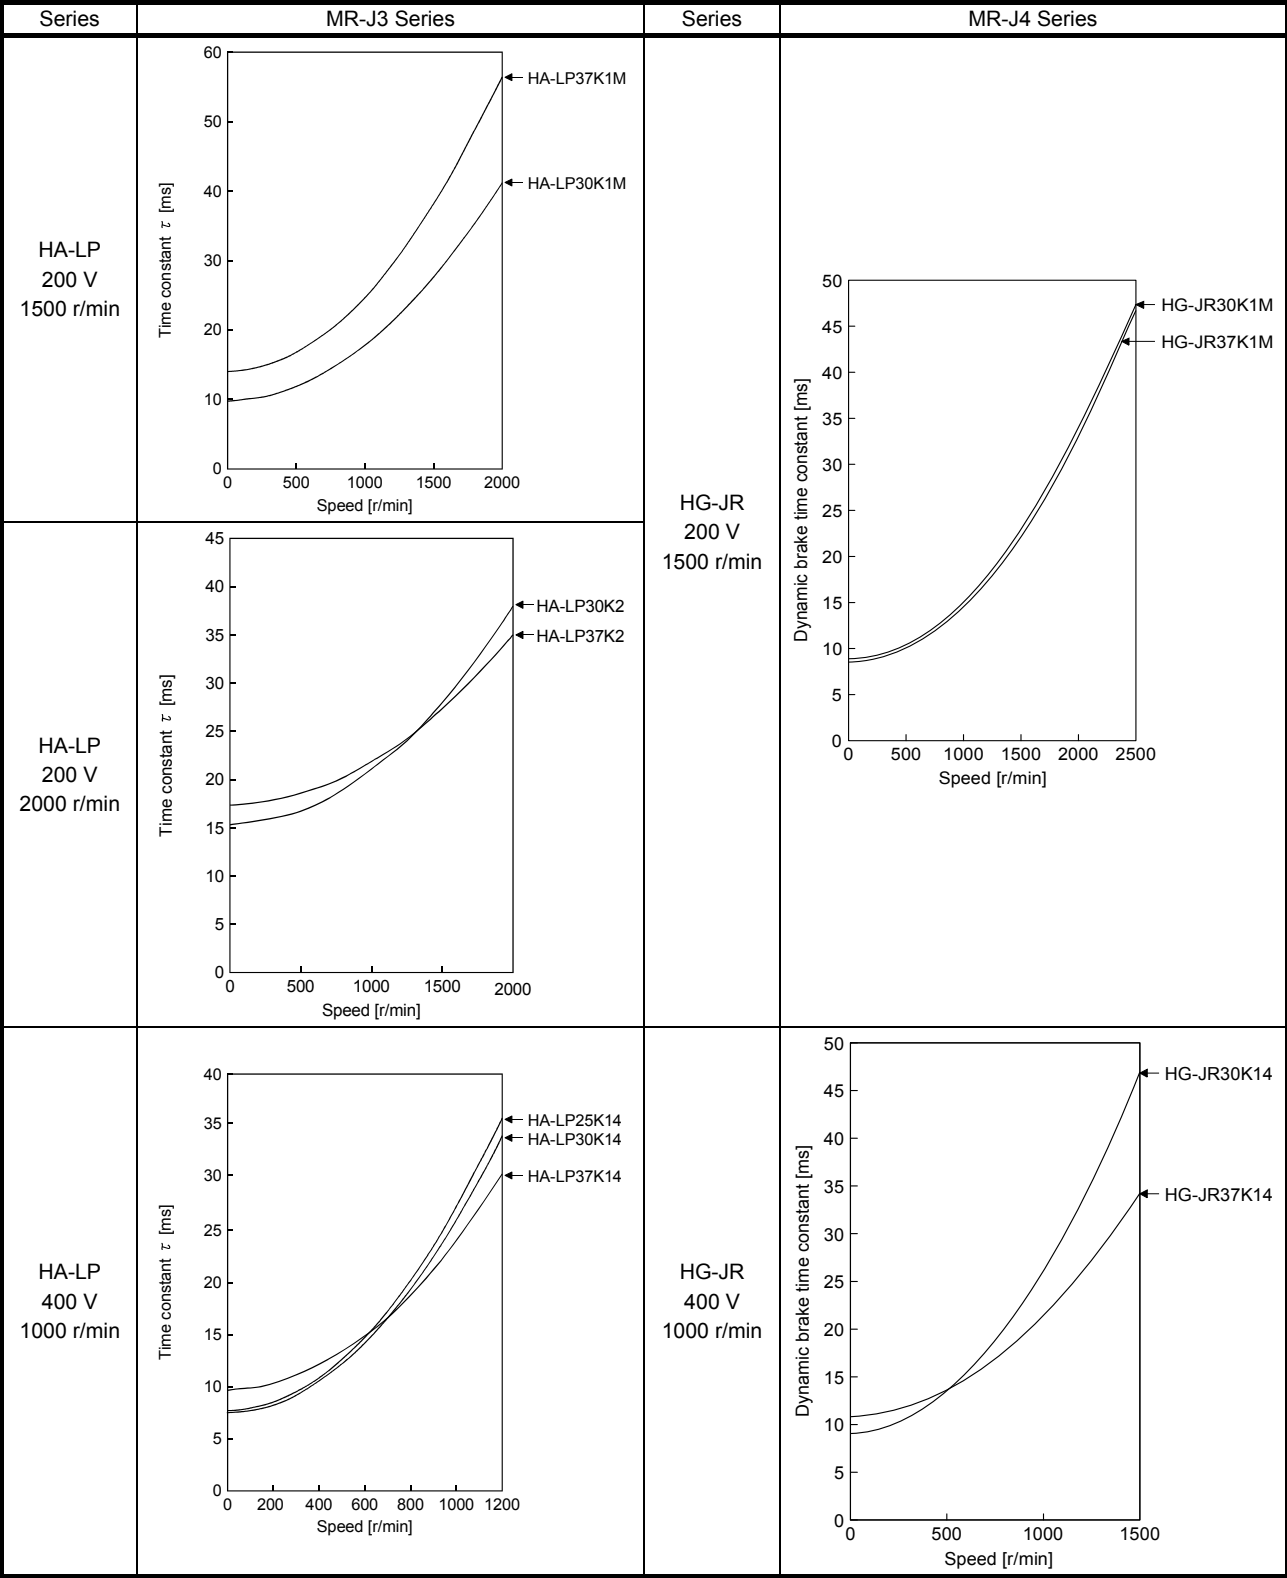 Series MR-J3 Series Series MR-J4 Series
HA-LP
200 V
1500 r/min
60
50
40
30
20
10
0
Time constant τ [ms]
0 500 1000 1500 2000
Speed [r/min]
HA-LP37K1M
HA-LP30K1M
HA-LP
200 V
2000 r/min
45
40
35
30
25
20
15
10
5
0
Time constant τ [ms]
0 500 1000 1500 2000
Speed [r/min]
HA-LP30K2
HA-LP37K2
HG-JR
200 V
1500 r/min
50
45
40
35
30
25
20
15
10
5
0
Dynamic brake time constant [ms]
0 500 1000 1500 2000 2500
Speed [r/min]
HG-JR30K1M
HG-JR37K1M
HA-LP
400 V
1000 r/min
40
35
30
25
20
15
10
5
0
Time constant τ [ms]
0 200 400 600 800 1000 1200
Speed [r/min]
HA-LP25K14
HA-LP30K14
HA-LP37K14
HG-JR
400 V
1000 r/min
50
45
40
35
30
25
20
15
10
5
0
Dynamic brake time constant [ms]
0 500 1000 1500
Speed [r/min]
HG-JR30K14
HG-JR37K14